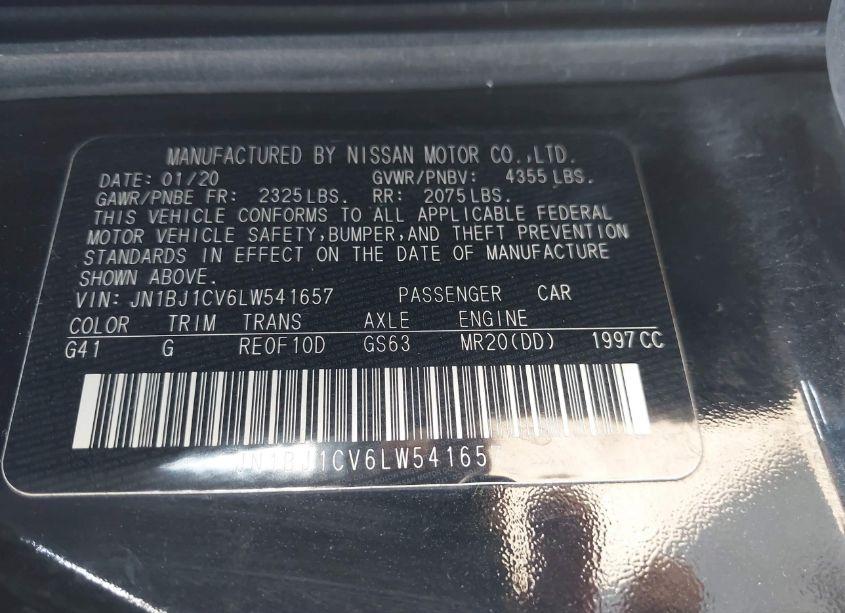 MANUFACTURED BY NISSAN MOTOR CO.,LTD.
DATE: 01/20 GVWR/PNBV: 4355 LBS.
GAWR/PNBE FR: 2325 LBS. RR: 2075 LBS.
THIS VEHICLE CONFORMS TO ALL APPLICABLE FEDERAL
MOTOR VEHICLE SAFETY,BUMPER,AND THEFT PREVENTION
STANDARDS IN EFFECT ON THE DATE OF MANUFACTURE
SHOWN ABOVE.
VIN: JN1BJ1CV6LW541657 PASSENGER CAR
COLOR TRIM TRANS AXLE ENGINE
G41 G RE0F10D GS63 MR20(DD) 1997 CC
JN1BJ1CV6LW541657